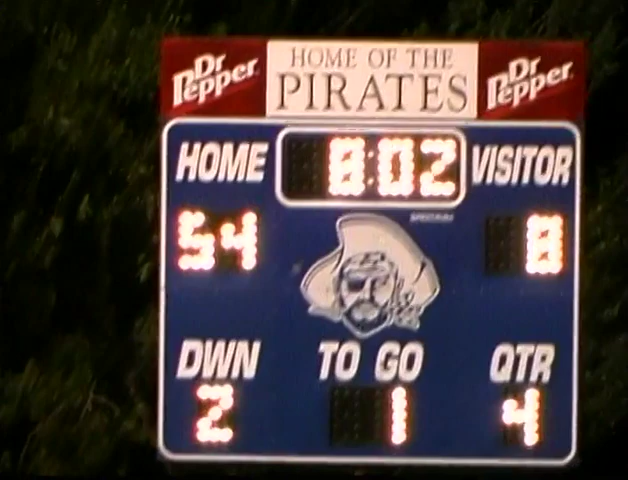 Dr Pepper
HOME OF THE
PIRATES
Dr Pepper
HOME 8:02 VISITOR
SPECTRUM
54 8
DWN TO GO QTR
2 1 4